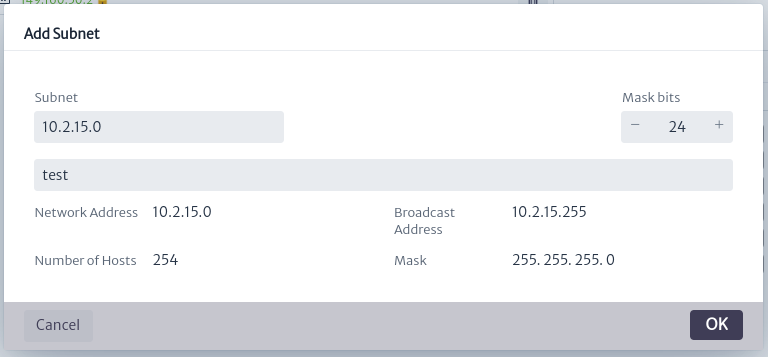 Add Subnet
Subnet
Mask bits
10.2.15.0
− 24 +
test
Network Address 10.2.15.0
Broadcast Address 10.2.15.255
Number of Hosts 254
Mask 255. 255. 255. 0
Cancel
OK